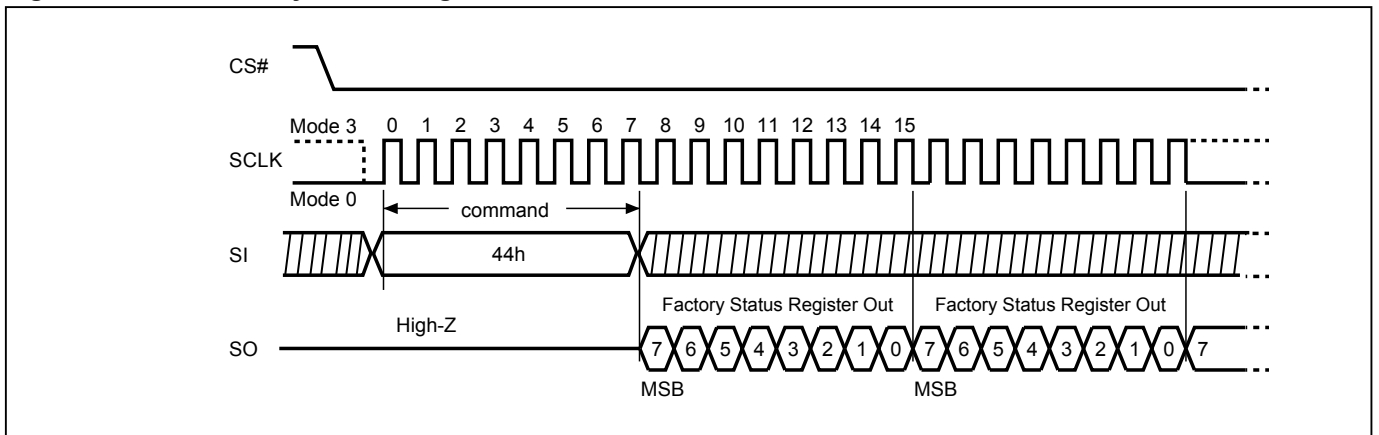 CS#
Mode 3 0 1 2 3 4 5 6 7 8 9 10 11 12 13 14 15
SCLK
Mode 0
command
SI 44h
Factory Status Register Out Factory Status Register Out
High-Z
SO 7 6 5 4 3 2 1 0 7 6 5 4 3 2 1 0 7
MSB MSB